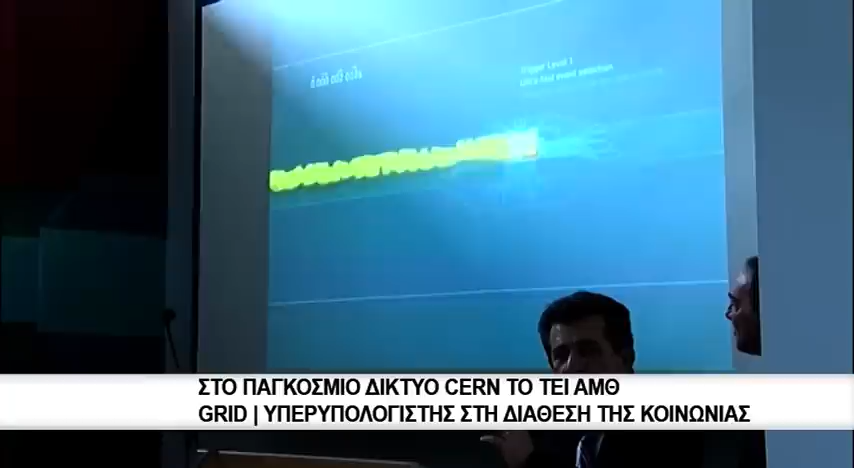 Trigger Level 1
ΣΤΟ ΠΑΓΚΟΣΜΙΟ ΔΙΚΤΥΟ CERN ΤΟ ΤΕΙ ΑΜΘ
GRID | ΥΠΕΡΥΠΟΛΟΓΙΣΤΗΣ ΣΤΗ ΔΙΑΘΕΣΗ ΤΗΣ ΚΟΙΝΩΝΙΑΣ